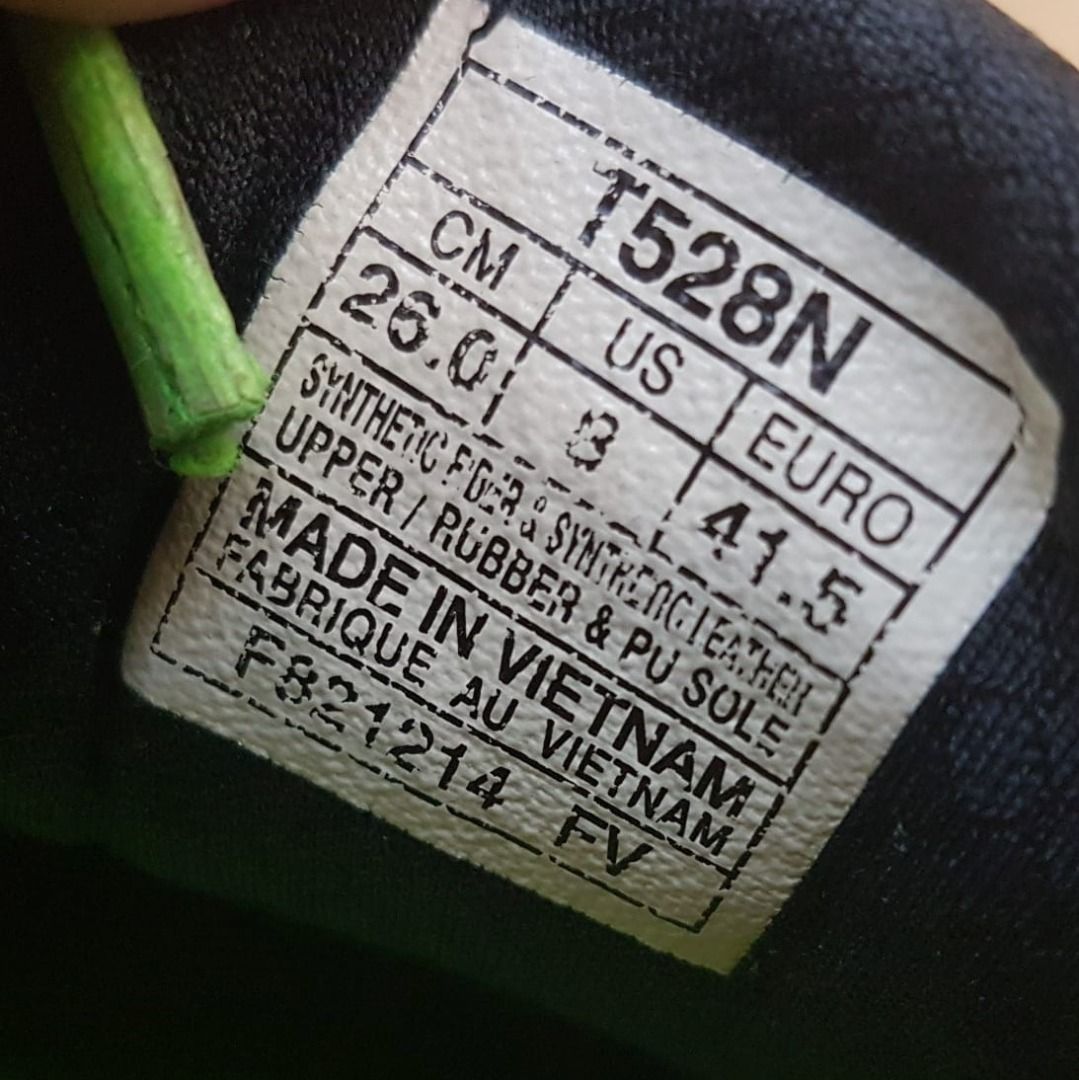 T528N
CM US EURO
26.0 8 41.5
SYNTHETIC FIBER & SYNTHETIC LEATHER
UPPER / RUBBER & PU SOLE
MADE IN VIETNAM
FABRIQUE AU VIETNAM
F821214 FV